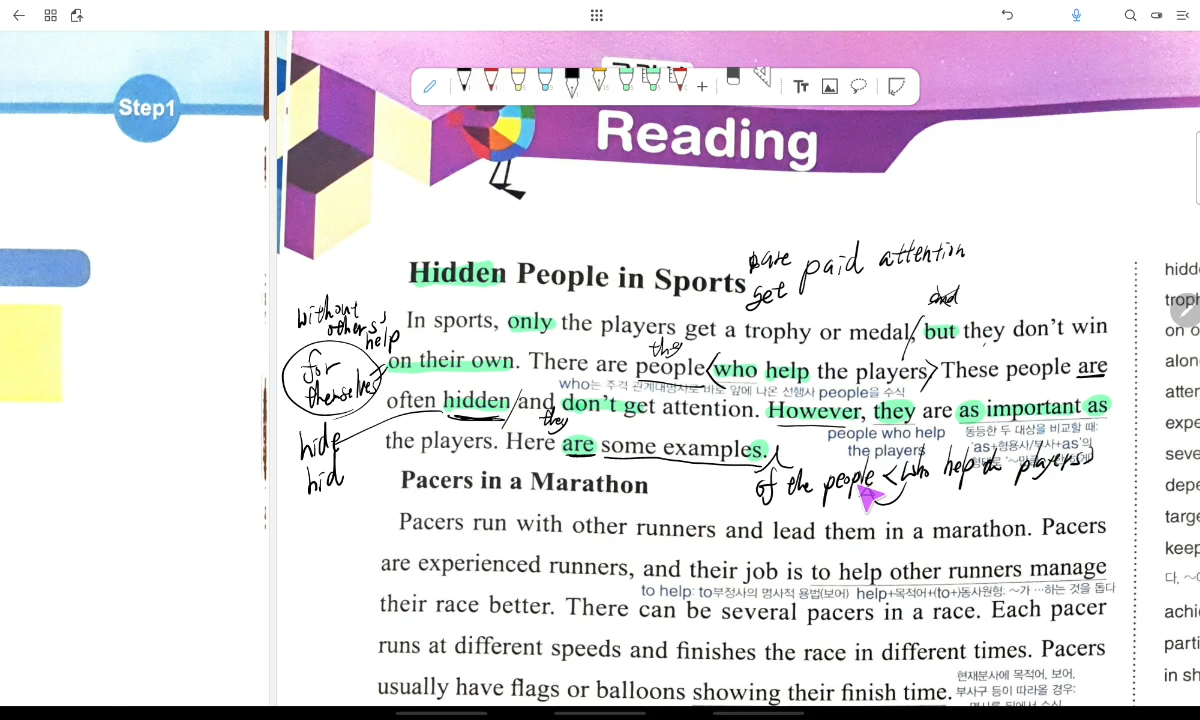 Step1
Reading
Hidden People in Sports
are paid attention
get
without
others'
help
for
themselves
hide
hid
In sports, only the players get a trophy or medal, but they don't win
and
on their own. There are people who help the players. These people are
the
who는 주격 관계대명사로 바로 앞에 나온 선행사 people을 수식
often hidden and don't get attention. However, they are as important as
they
people who help
the players
동등한 두 대상을 비교할 때:
'as+형용사/부사+as'의
the players. Here are some examples.
of the people <who help the players>
Pacers in a Marathon
Pacers run with other runners and lead them in a marathon. Pacers
are experienced runners, and their job is to help other runners manage
to help: to부정사의 명사적 용법(보어)
help+목적어+(to+)동사원형: ~가 …하는 것을 돕다
their race better. There can be several pacers in a race. Each pacer
runs at different speeds and finishes the race in different times. Pacers
usually have flags or balloons showing their finish time.
현재분사에 목적어, 보어,
부사구 등이 따라올 경우:
hidd
trop
on o
alon
atte
expe
seve
depe
targe
keep
achi
parti
in sh